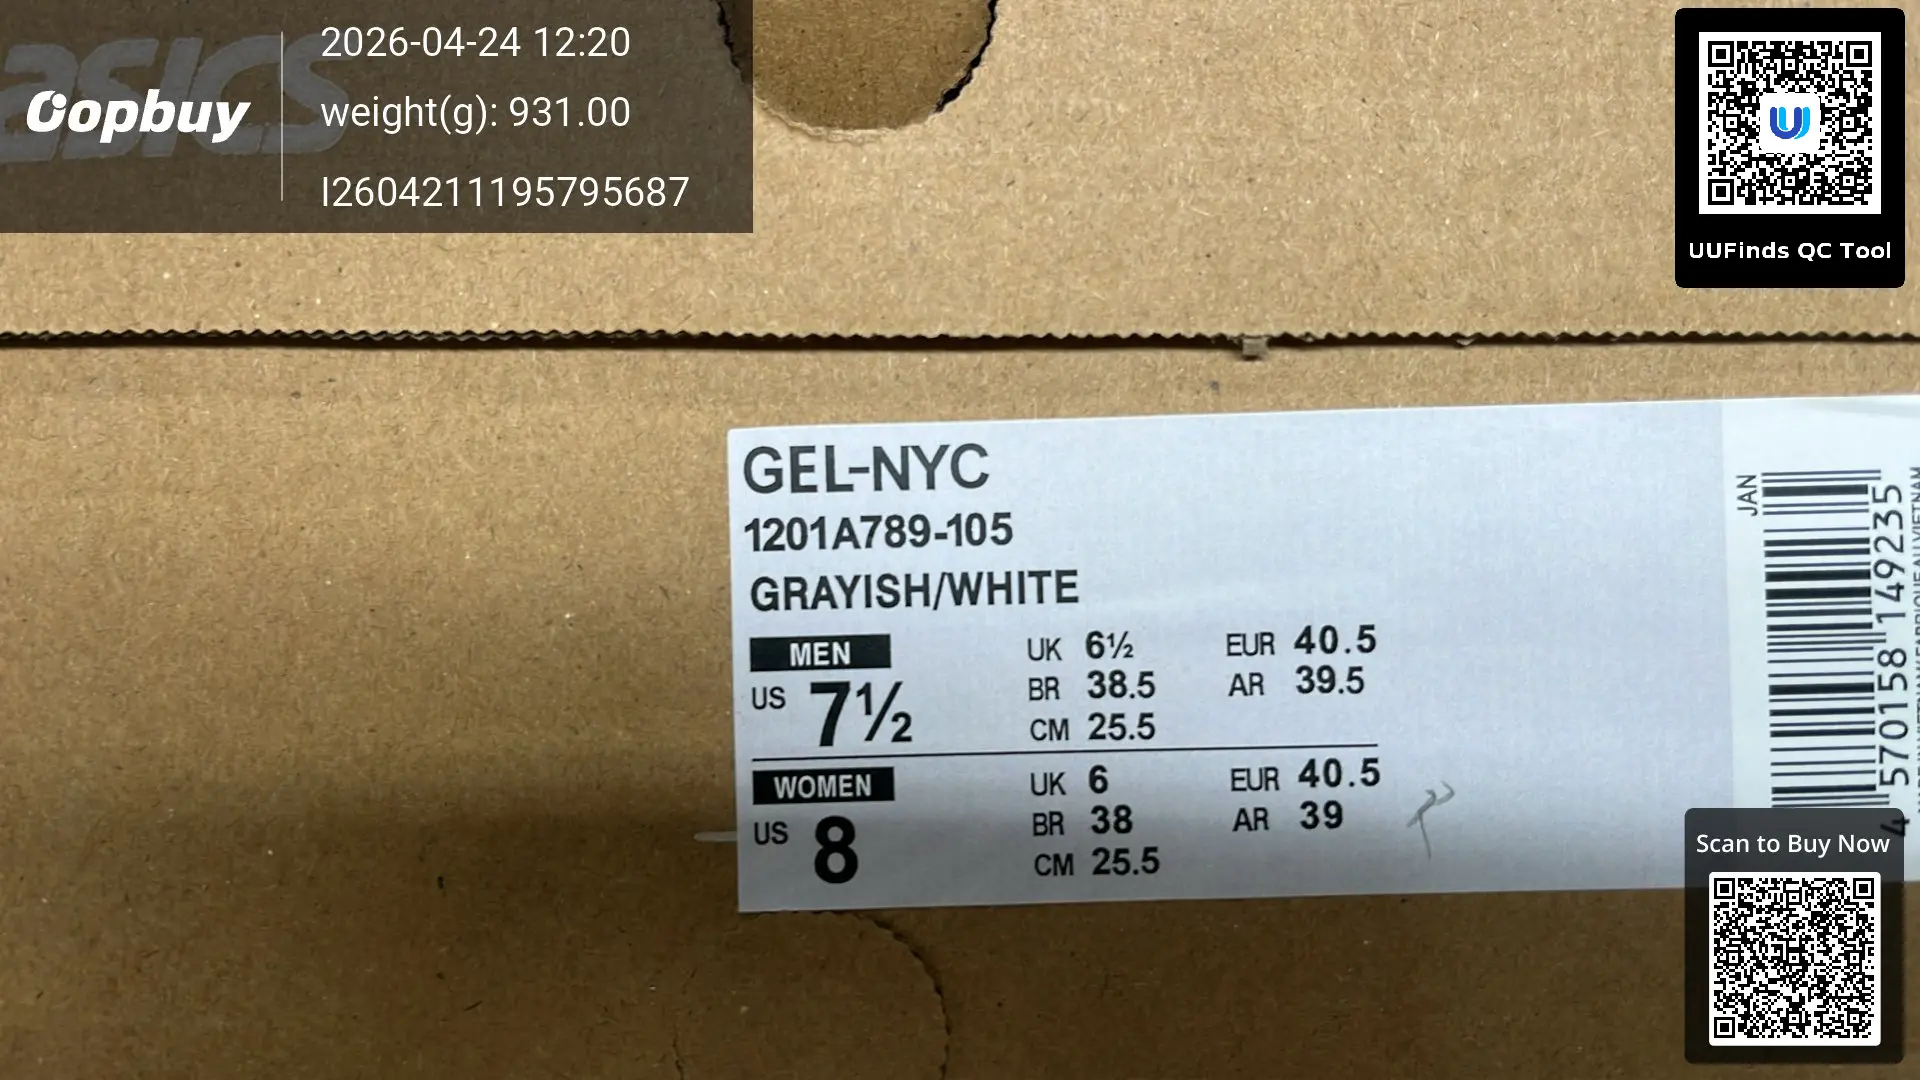 asics
oopbuy
2026-04-24 12:20
weight(g): 931.00
I2604211195795687
UUFinds QC Tool
GEL-NYC
1201A789-105
GRAYISH/WHITE
MEN
US 7½
UK 6½ EUR 40.5
BR 38.5 AR 39.5
CM 25.5
WOMEN
US 8
UK 6 EUR 40.5
BR 38 AR 39
CM 25.5
JAN
4 570158 149235
Scan to Buy Now